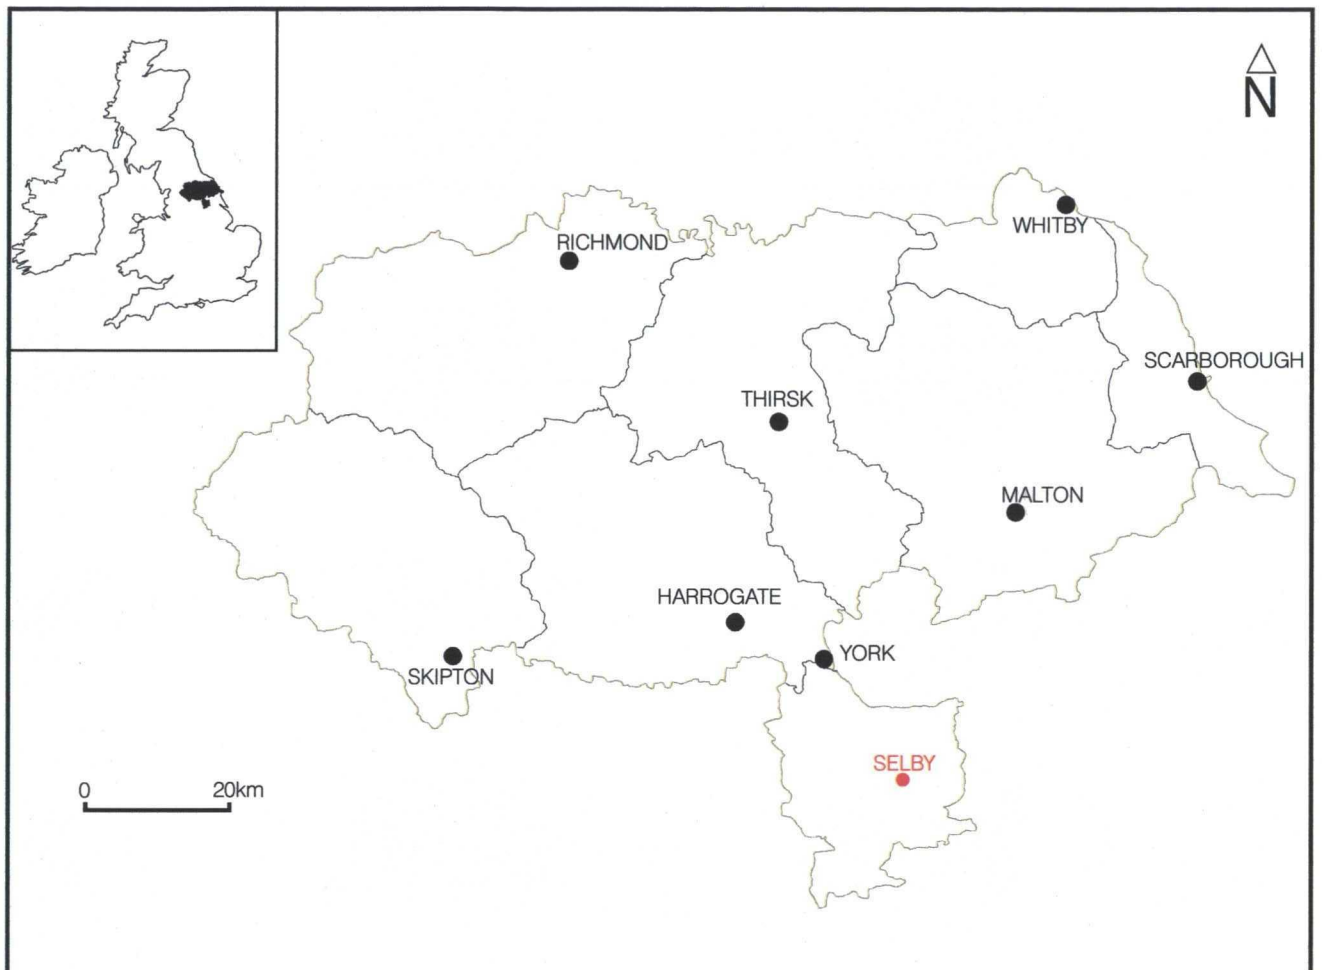 N
WHITBY
RICHMOND
SCARBOROUGH
THIRSK
MALTON
HARROGATE
YORK
SKIPTON
SELBY
0 20km